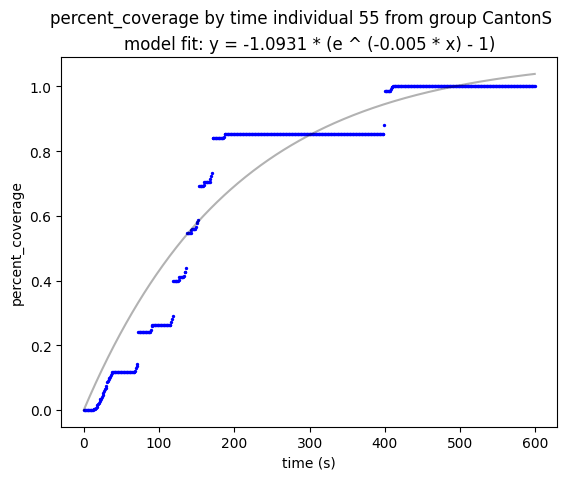 percent_coverage by time individual 55 from group CantonS
model fit: y = -1.0931 * (e ^ (-0.005 * x) - 1)
1.0
0.8
0.6
0.4
0.2
0.0
percent_coverage
0 100 200 300 400 500 600
time (s)